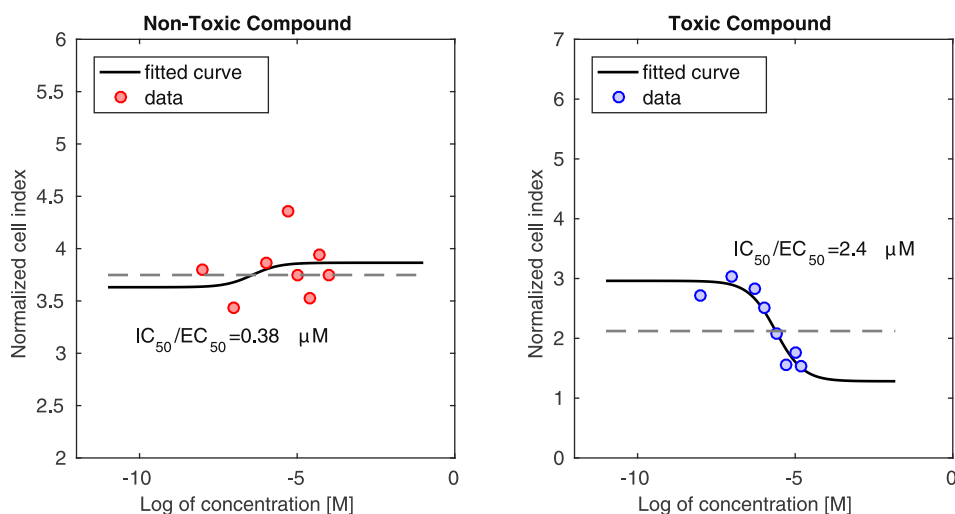 Non-Toxic Compound
6
5.5
5
4.5
4
3.5
3
2.5
2
Normalized cell index
fitted curve
data
IC50/EC50=0.38 μM
-10
-5
0
Log of concentration [M]
Toxic Compound
7
6
5
4
3
2
1
0
Normalized cell index
fitted curve
data
IC50/EC50=2.4 μM
-10
-5
0
Log of concentration [M]